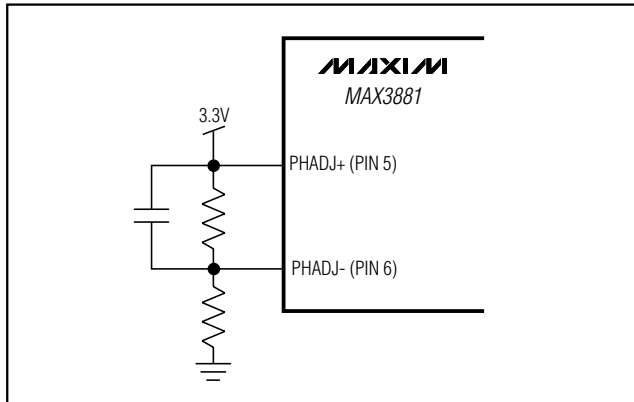 MAXIM
MAX3881
3.3V
PHADJ+ (PIN 5)
PHADJ- (PIN 6)